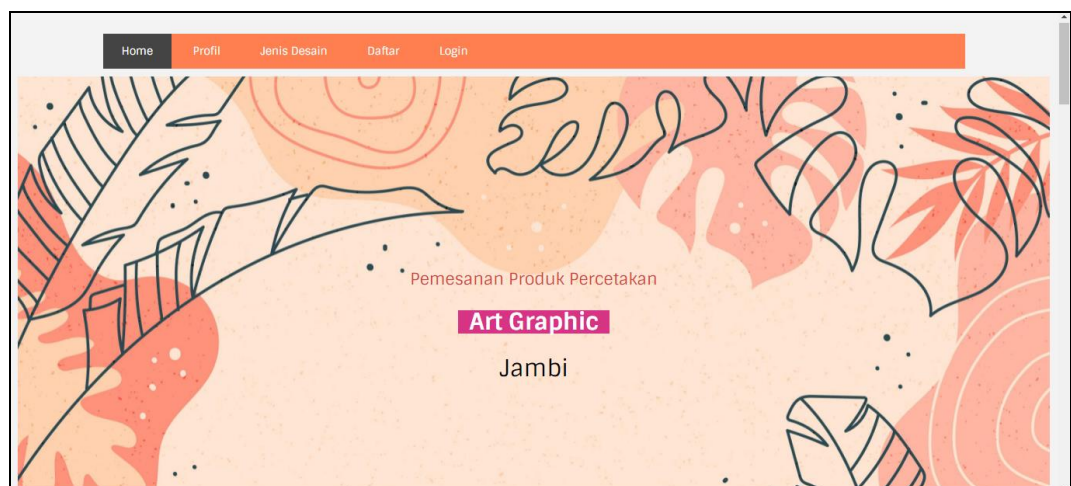 Home Profil Jenis Desain Daftar Login
Pemesanan Produk Percetakan
Art Graphic
Jambi